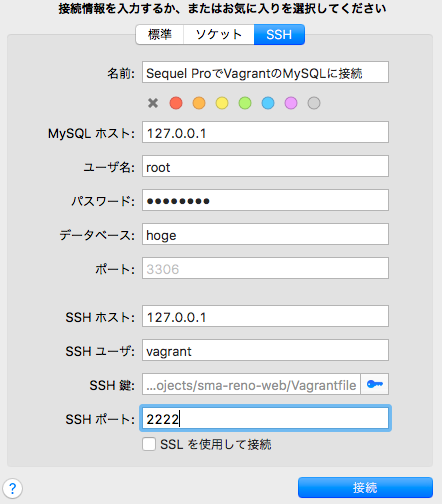 接続情報を入力するか、またはお気に入りを選択してください
標準 ソケット SSH
名前: Sequel ProでVagrantのMySQLに接続
MySQL ホスト: 127.0.0.1
ユーザ名: root
パスワード: ●●●●●●●●
データベース: hoge
ポート: 3306
SSH ホスト: 127.0.0.1
SSH ユーザ: vagrant
SSH 鍵: ...ojects/sma-reno-web/Vagrantfile
SSH ポート: 2222
SSL を使用して接続
? 接続